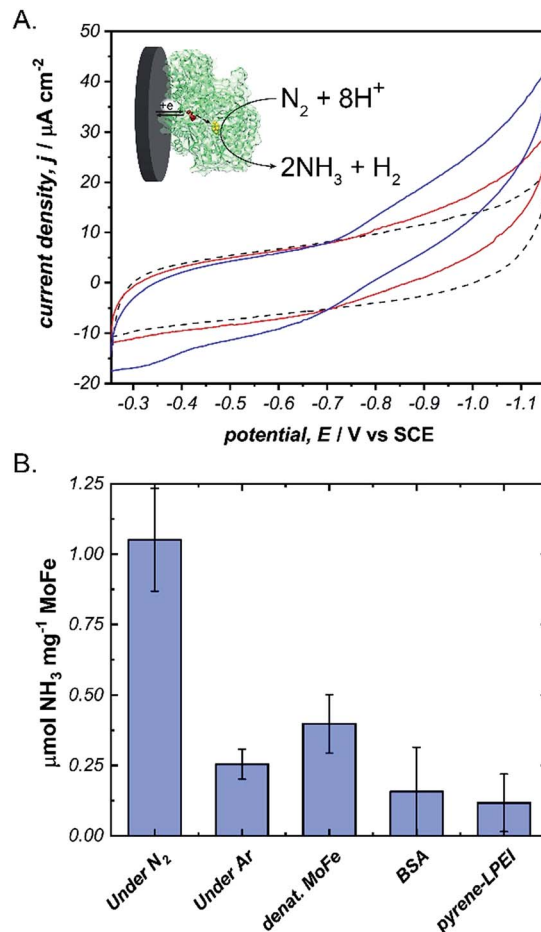 A.
current density, j / µA cm⁻²
50
40
30
20
10
0
-10
-20
+e⁻
N₂ + 8H⁺
2NH₃ + H₂
-0.3 -0.4 -0.5 -0.6 -0.7 -0.8 -0.9 -1.0 -1.1
potential, E / V vs SCE
B.
µmol NH₃ mg⁻¹ MoFe
1.25
1.00
0.75
0.50
0.25
0.00
Under N₂
Under Ar
denat. MoFe
BSA
pyrene-LPEI